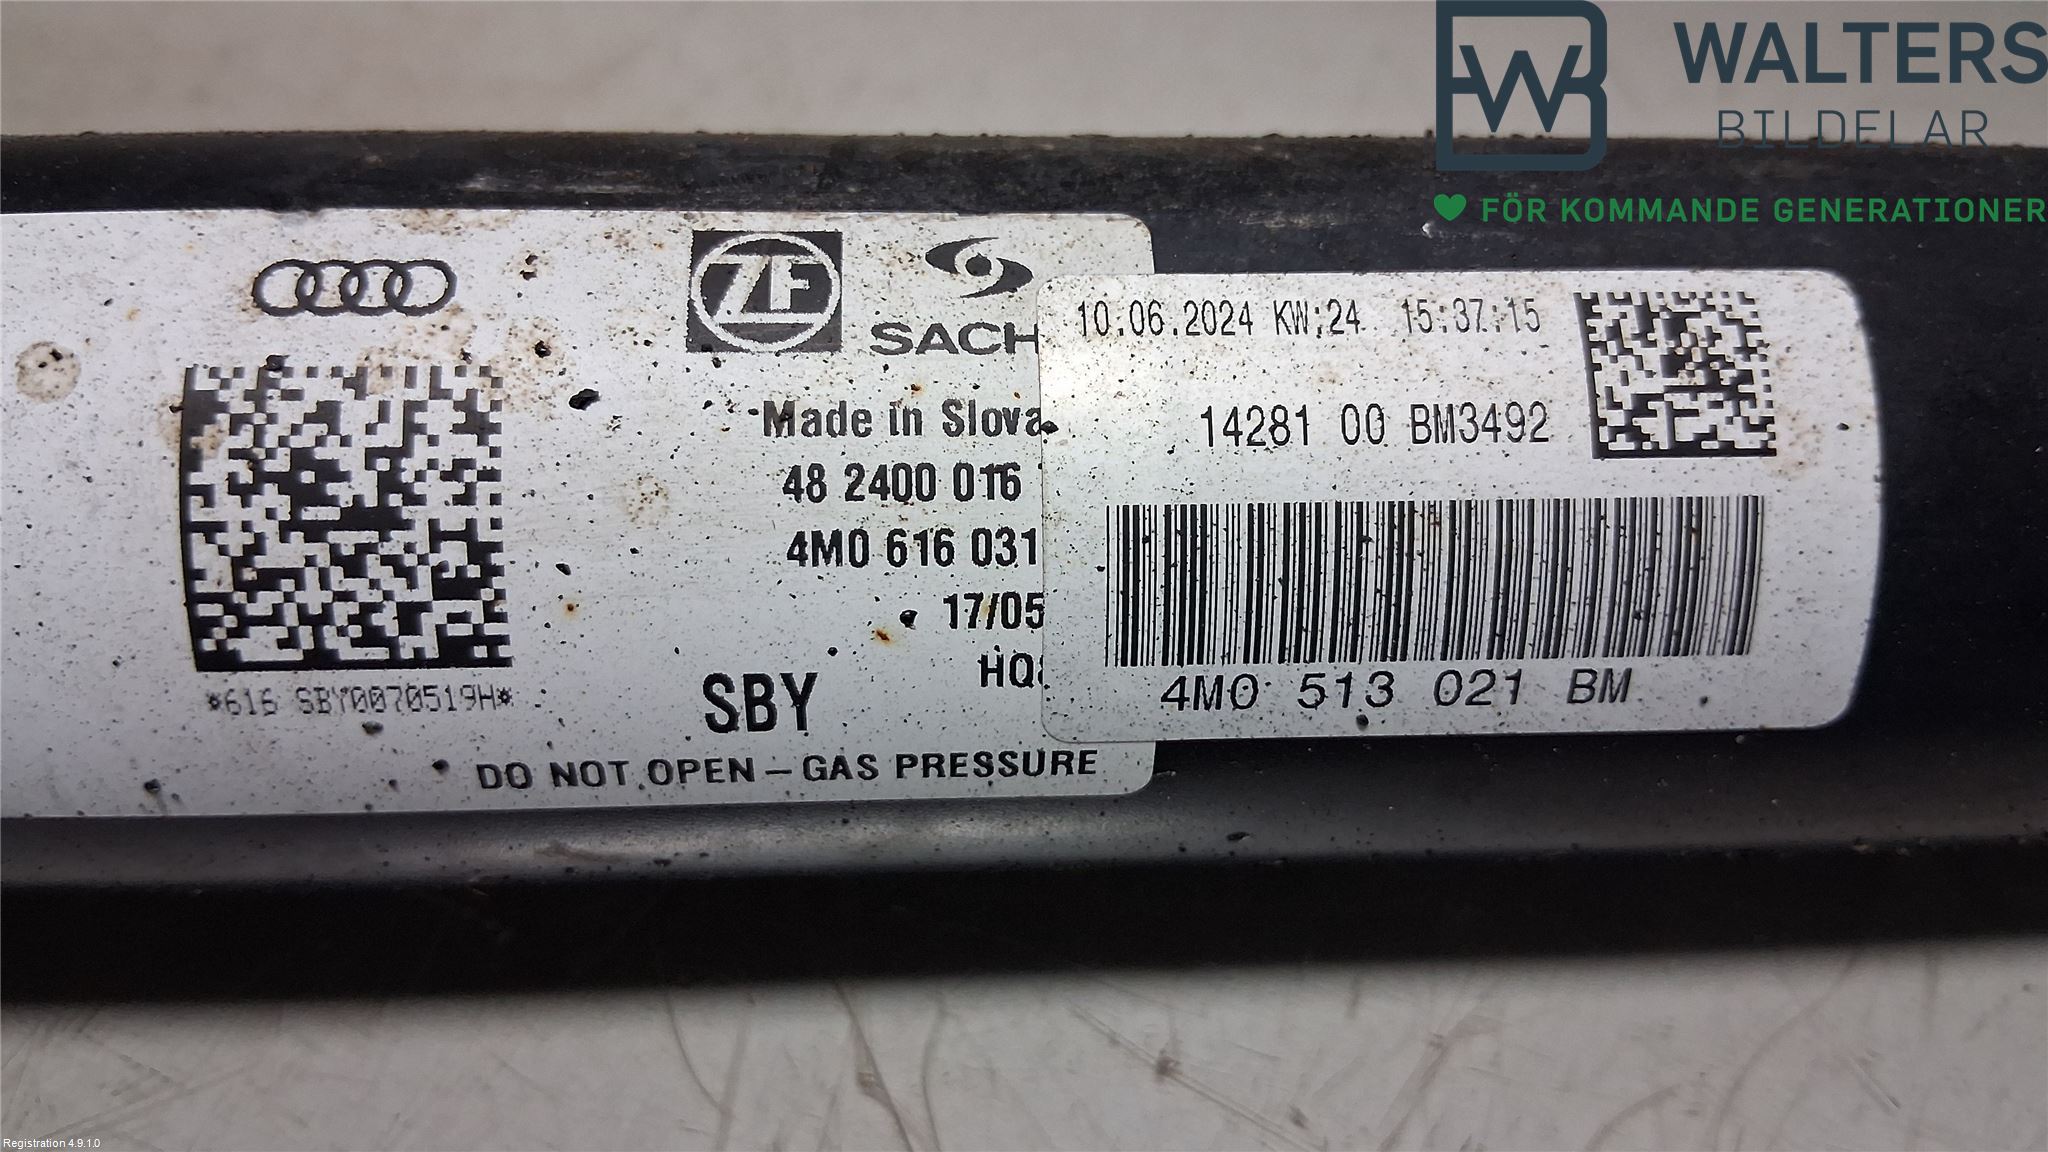 WALTERS
BILDELAR
FÖR KOMMANDE GENERATIONER
ZF
SACH
Made in Slova
48 2400 016
4M0 616 031
17/05
HQ
SBY
*616 SBY0070519H*
DO NOT OPEN – GAS PRESSURE
10.06.2024 KW:24 15:37:15
14281 00 BM3492
4M0 513 021 BM
Registration 4.9.1.0